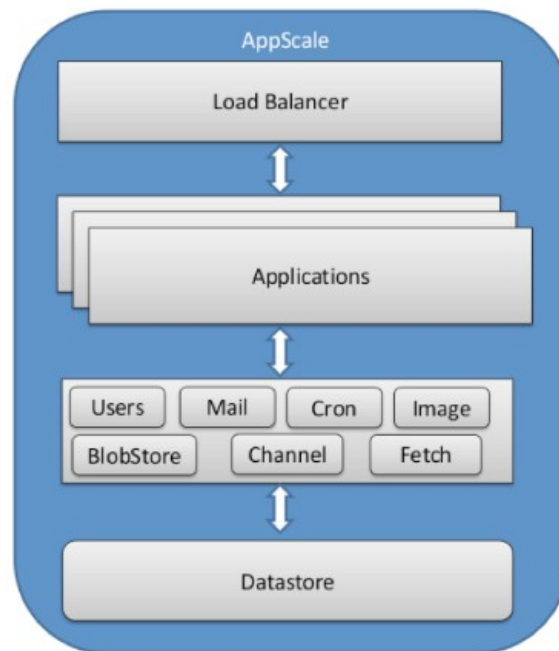 AppScale
Load Balancer
Applications
Users Mail Cron Image
BlobStore Channel Fetch
Datastore